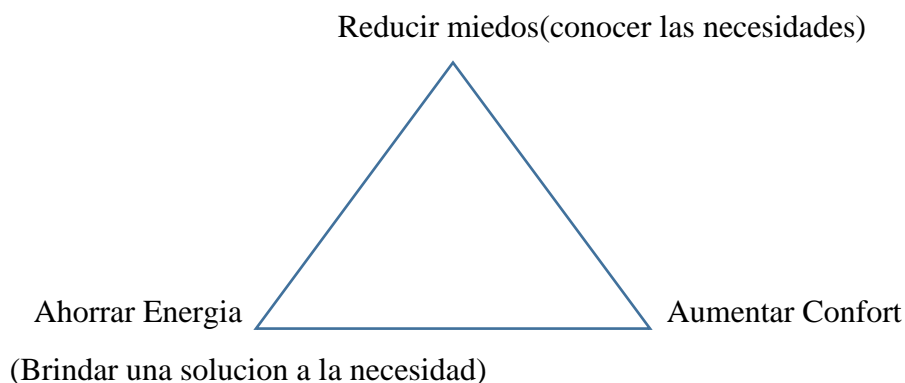 Reducir miedos(conocer las necesidades)
Ahorrar Energia
Aumentar Confort
(Brindar una solucion a la necesidad)